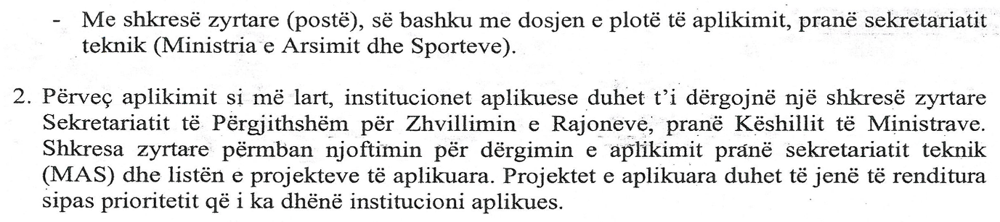 - Me shkresë zyrtare (postë), së bashku me dosjen e plotë të aplikimit, pranë sekretariatit
teknik (Ministria e Arsimit dhe Sporteve).
2. Përveç aplikimit si më lart, institucionet aplikuese duhet t'i dërgojnë një shkresë zyrtare
Sekretariatit të Përgjithshëm për Zhvillimin e Rajoneve, pranë Këshillit të Ministrave.
Shkresa zyrtare përmban njoftimin për dërgimin e aplikimit pranë sekretariatit teknik
(MAS) dhe listën e projekteve të aplikuara. Projektet e aplikuara duhet të jenë të renditura
sipas prioritetit që i ka dhënë institucioni aplikues.